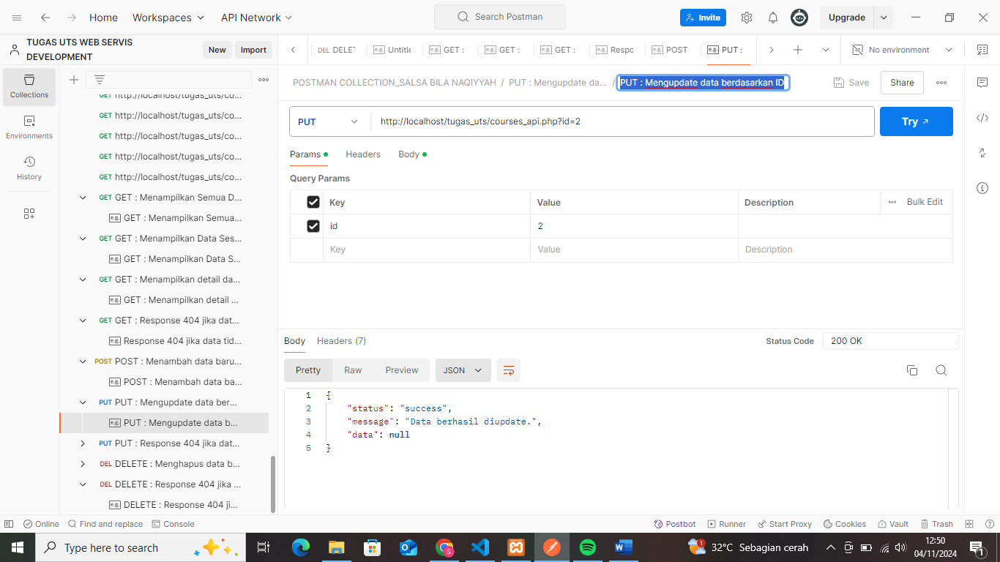 Home
Workspaces
API Network
Search Postman
Invite
Upgrade
TUGAS UTS WEB SERVIS
DEVELOPMENT
New
Import
DEL DELET
e.g. Untitle
e.g. GET :
e.g. GET :
e.g. GET :
e.g. Respo
e.g. POST
e.g. PUT :
No environment
Collections
Environments
History
POSTMAN COLLECTION_SALSA BILA NAQIYYAH / PUT : Mengupdate da... / PUT : Mengupdate data berdasarkan ID
Save
Share
GET http://localhost/tugas_uts/co...
GET http://localhost/tugas_uts/co...
GET http://localhost/tugas_uts/co...
GET http://localhost/tugas_uts/co...
GET http://localhost/tugas_uts/co...
GET GET : Menampilkan Semua D...
e.g. GET : Menampilkan Semua...
GET GET : Menampilkan Data Ses...
e.g. GET : Menampilkan Data S...
GET GET : Menampilkan detail da...
e.g. GET : Menampilkan detail ...
GET GET : Response 404 jika dat...
e.g. Response 404 jika data tid...
POST POST : Menambah data baru...
e.g. POST : Menambah data ba...
PUT PUT : Mengupdate data ber...
e.g. PUT : Mengupdate data b...
PUT PUT : Response 404 jika dat...
DEL DELETE : Menghapus data b...
DEL DELETE : Response 404 jika ...
e.g. DELETE : Response 404 ji...
PUT
http://localhost/tugas_uts/courses_api.php?id=2
Try
Params
Headers
Body
Query Params
Key Value Description Bulk Edit
id 2
Key Value Description
Body
Headers (7)
Status Code
200 OK
Pretty
Raw
Preview
JSON
1 {
2 "status": "success",
3 "message": "Data berhasil diupdate.",
4 "data": null
5 }
Online
Find and replace
Console
Postbot
Runner
Start Proxy
Cookies
Vault
Trash
Type here to search
1
32°C Sebagian cerah
12:50
04/11/2024
1